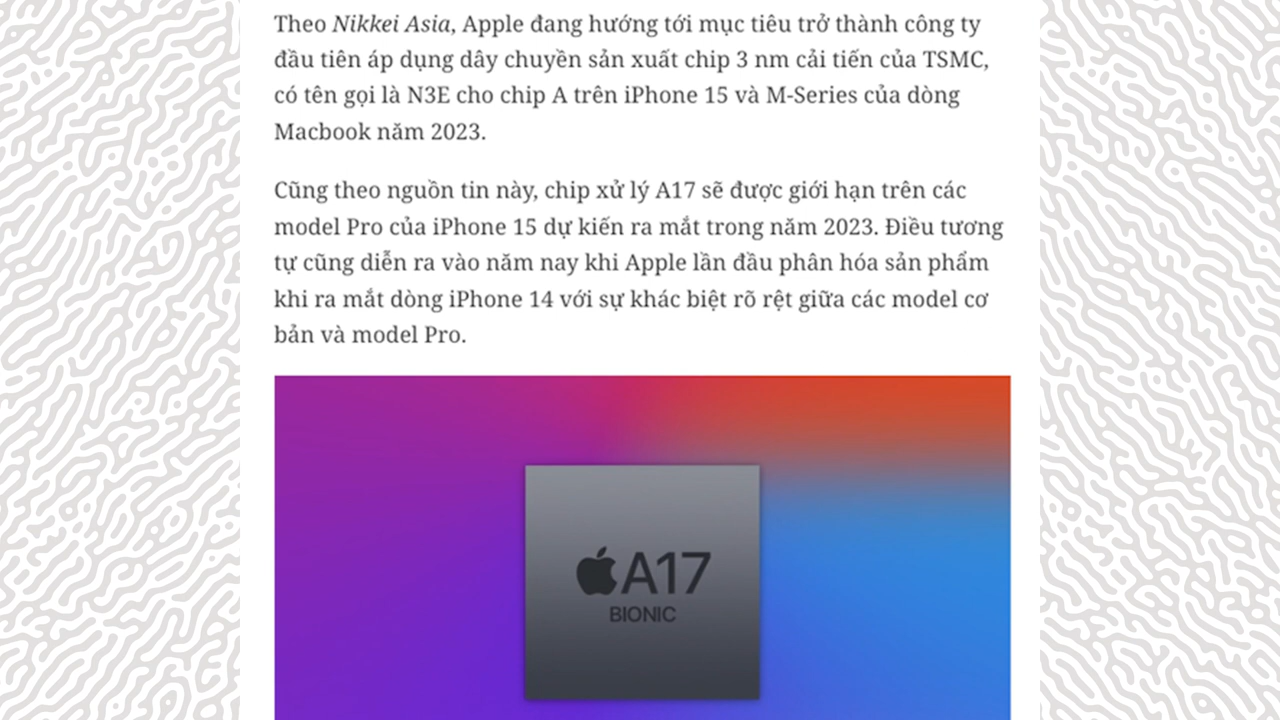 Theo Nikkei Asia, Apple đang hướng tới mục tiêu trở thành công ty
đầu tiên áp dụng dây chuyền sản xuất chip 3 nm cải tiến của TSMC,
có tên gọi là N3E cho chip A trên iPhone 15 và M-Series của dòng
Macbook năm 2023.
Cũng theo nguồn tin này, chip xử lý A17 sẽ được giới hạn trên các
model Pro của iPhone 15 dự kiến ra mắt trong năm 2023. Điều tương
tự cũng diễn ra vào năm nay khi Apple lần đầu phân hóa sản phẩm
khi ra mắt dòng iPhone 14 với sự khác biệt rõ rệt giữa các model cơ
bản và model Pro.
A17
BIONIC